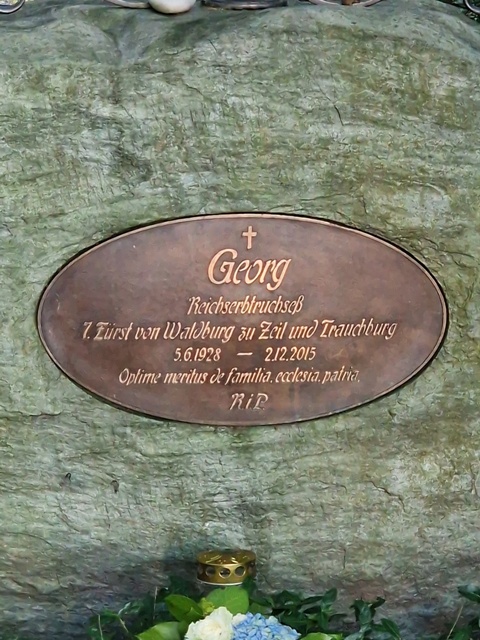 Georg
Reichserbtruchseß
7. Fürst von Waldburg zu Zeil und Trauchburg
5.6.1928 — 2.12.2015
Optime meritus de familia, ecclesia, patria.
R.i.P.